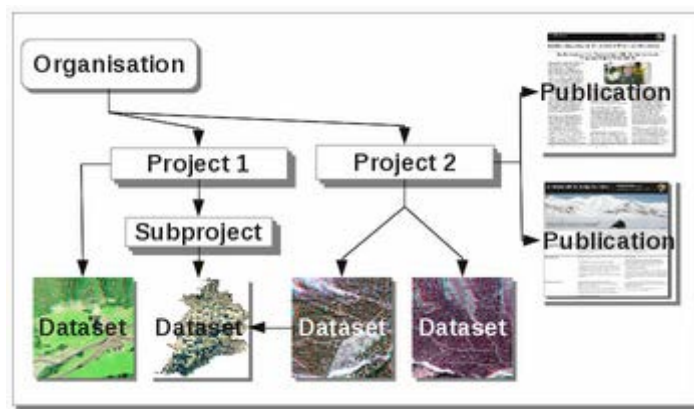 Organisation
Publication
Project 1
Project 2
Subproject
Publication
Dataset
Dataset
Dataset
Dataset